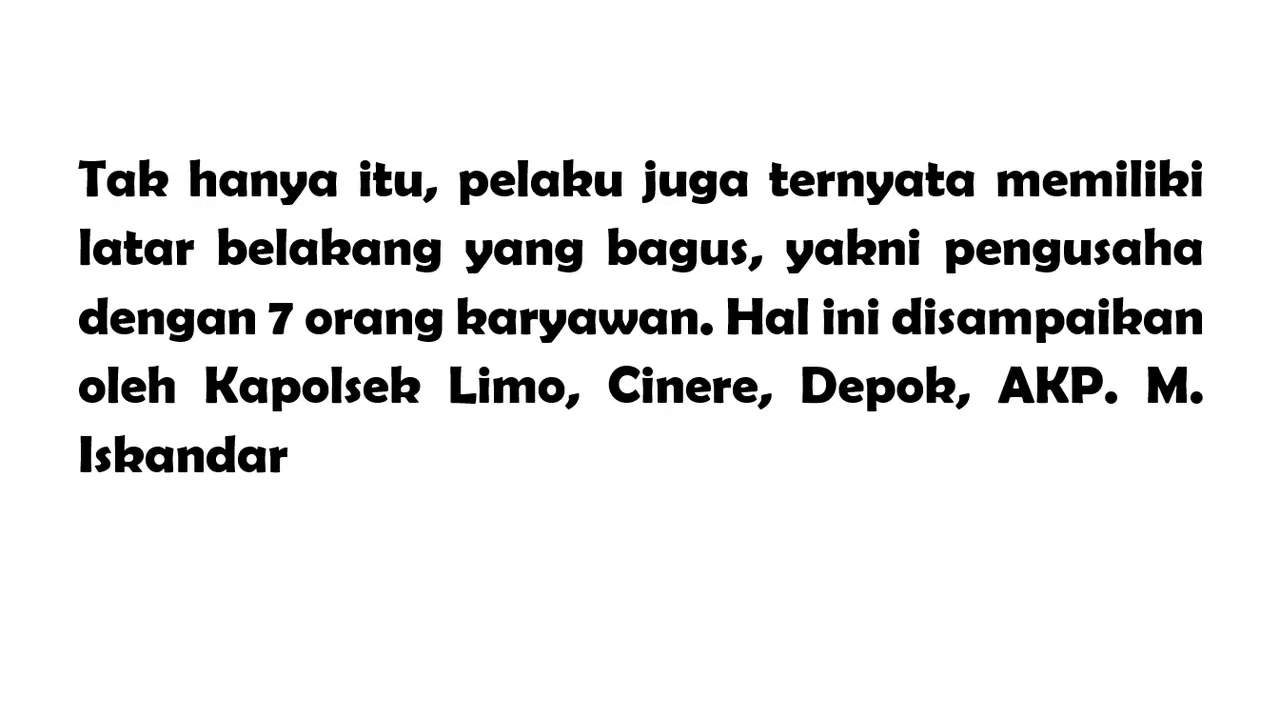 Tak hanya itu, pelaku juga ternyata memiliki
latar belakang yang bagus, yakni pengusaha
dengan 7 orang karyawan. Hal ini disampaikan
oleh Kapolsek Limo, Cinere, Depok, AKP. M.
Iskandar